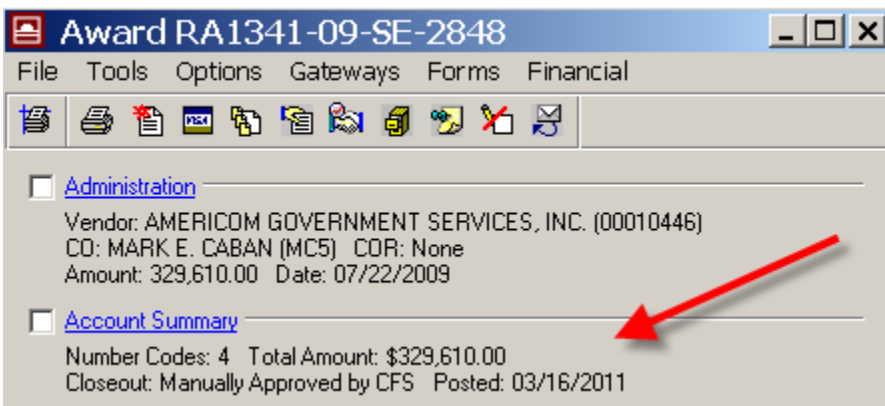 Award RA1341-09-SE-2848
File Tools Options Gateways Forms Financial
VISA
Administration
Vendor: AMERICOM GOVERNMENT SERVICES, INC. (00010446)
CO: MARK E. CABAN (MC5) COR: None
Amount: 329,610.00 Date: 07/22/2009
Account Summary
Number Codes: 4 Total Amount: $329,610.00
Closeout: Manually Approved by CFS Posted: 03/16/2011